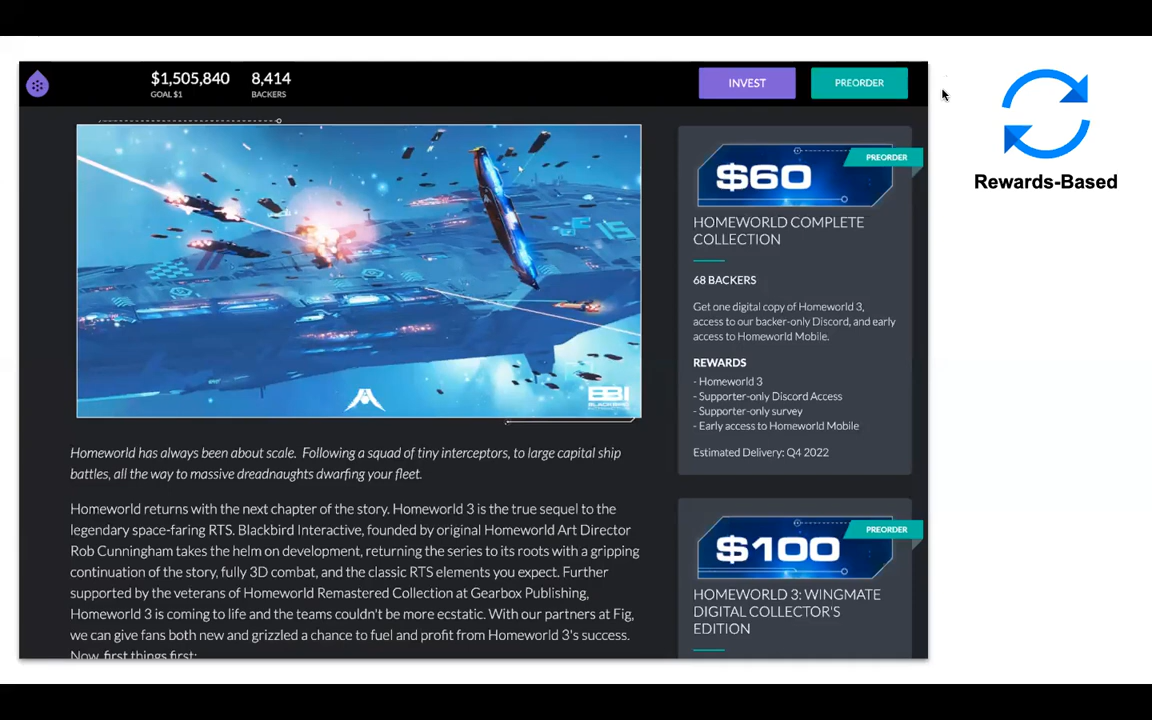 $1,505,840
GOAL $1
8,414
BACKERS
INVEST
PREORDER
BBI
Homeworld has always been about scale. Following a squad of tiny interceptors, to large capital ship
battles, all the way to massive dreadnaughts dwarfing your fleet.
Homeworld returns with the next chapter of the story. Homeworld 3 is the true sequel to the
legendary space-faring RTS. Blackbird Interactive, founded by original Homeworld Art Director
Rob Cunningham takes the helm on development, returning the series to its roots with a gripping
continuation of the story, fully 3D combat, and the classic RTS elements you expect. Further
supported by the veterans of Homeworld Remastered Collection at Gearbox Publishing,
Homeworld 3 is coming to life and the teams couldn't be more ecstatic. With our partners at Fig,
we can give fans both new and grizzled a chance to fuel and profit from Homeworld 3's success.
Now, first things first:
$60
PREORDER
HOMEWORLD COMPLETE
COLLECTION
68 BACKERS
Get one digital copy of Homeworld 3,
access to our backer-only Discord, and early
access to Homeworld Mobile.
REWARDS
- Homeworld 3
- Supporter-only Discord Access
- Supporter-only survey
- Early access to Homeworld Mobile
Estimated Delivery: Q4 2022
$100
PREORDER
HOMEWORLD 3: WINGMATE
DIGITAL COLLECTOR'S
EDITION
Rewards-Based